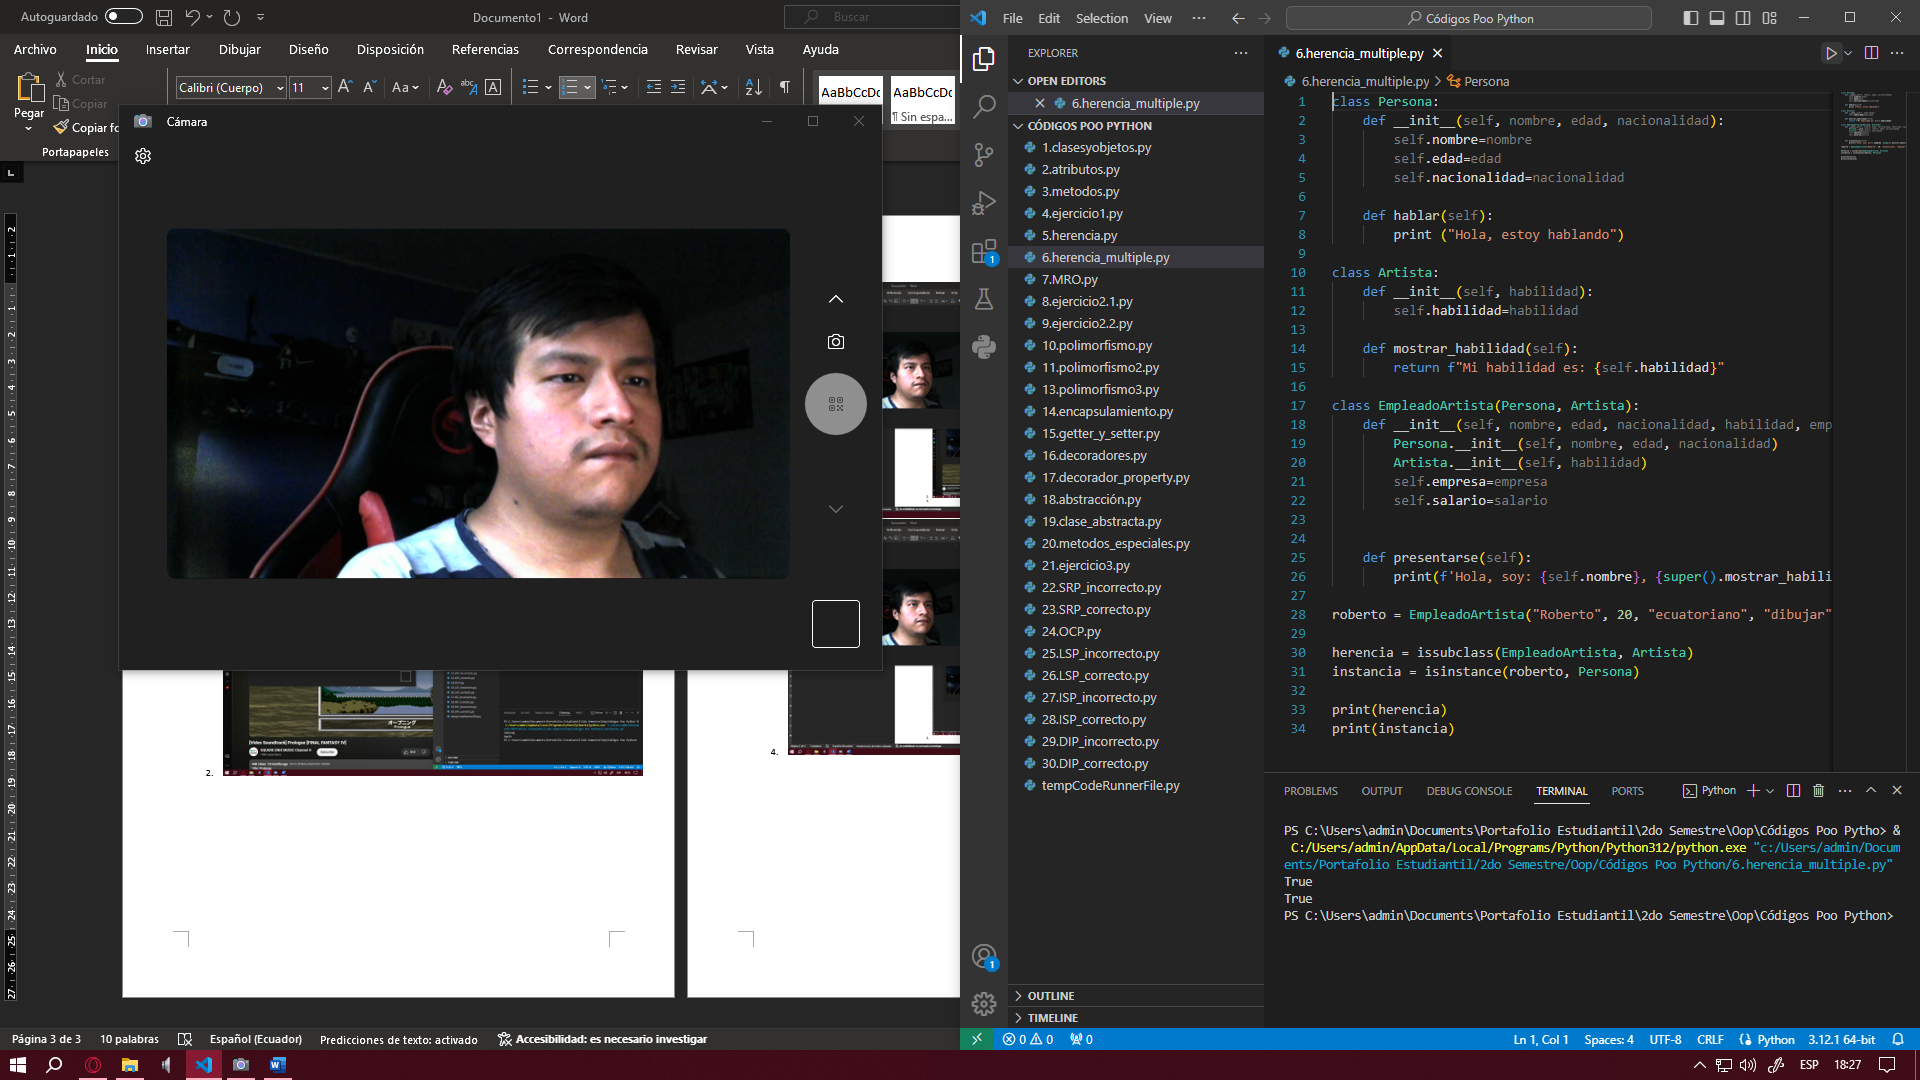 Autoguardado
Documento1 - Word
Buscar
Archivo
Inicio
Insertar
Dibujar
Diseño
Disposición
Referencias
Correspondencia
Revisar
Vista
Ayuda
Pegar
Cortar
Copiar
Copiar fo
Portapapeles
Calibri (Cuerpo)
11
AaBbCcDc
AaBbCcDc
¶ Sin espa...
Cámara
2.
4.
Página 3 de 3
10 palabras
Español (Ecuador)
Predicciones de texto: activado
Accesibilidad: es necesario investigar
File
Edit
Selection
View
Códigos Poo Python
EXPLORER
OPEN EDITORS
6.herencia_multiple.py
CÓDIGOS POO PYTHON
1.clasesyobjetos.py
2.atributos.py
3.metodos.py
4.ejercicio1.py
5.herencia.py
6.herencia_multiple.py
7.MRO.py
8.ejercicio2.1.py
9.ejercicio2.2.py
10.polimorfismo.py
11.polimorfismo2.py
13.polimorfismo3.py
14.encapsulamiento.py
15.getter_y_setter.py
16.decoradores.py
17.decorador_property.py
18.abstracción.py
19.clase_abstracta.py
20.metodos_especiales.py
21.ejercicio3.py
22.SRP_incorrecto.py
23.SRP_correcto.py
24.OCP.py
25.LSP_incorrecto.py
26.LSP_correcto.py
27.ISP_incorrecto.py
28.ISP_correcto.py
29.DIP_incorrecto.py
30.DIP_correcto.py
tempCodeRunnerFile.py
OUTLINE
TIMELINE
6.herencia_multiple.py
6.herencia_multiple.py > Persona
1 class Persona:
2 def __init__(self, nombre, edad, nacionalidad):
3 self.nombre=nombre
4 self.edad=edad
5 self.nacionalidad=nacionalidad
6
7 def hablar(self):
8 print ("Hola, estoy hablando")
9
10 class Artista:
11 def __init__(self, habilidad):
12 self.habilidad=habilidad
13
14 def mostrar_habilidad(self):
15 return f"Mi habilidad es: {self.habilidad}"
16
17 class EmpleadoArtista(Persona, Artista):
18 def __init__(self, nombre, edad, nacionalidad, habilidad, emp
19 Persona.__init__(self, nombre, edad, nacionalidad)
20 Artista.__init__(self, habilidad)
21 self.empresa=empresa
22 self.salario=salario
23
24
25 def presentarse(self):
26 print(f'Hola, soy: {self.nombre}, {super().mostrar_habili
27
28 roberto = EmpleadoArtista("Roberto", 20, "ecuatoriano", "dibujar"
29
30 herencia = issubclass(EmpleadoArtista, Artista)
31 instancia = isinstance(roberto, Persona)
32
33 print(herencia)
34 print(instancia)
PROBLEMS
OUTPUT
DEBUG CONSOLE
TERMINAL
PORTS
Python
PS C:\Users\admin\Documents\Portafolio Estudiantil\2do Semestre\Oop\Códigos Poo Pytho> &
C:/Users/admin/AppData/Local/Programs/Python/Python312/python.exe "c:/Users/admin/Docum
ents/Portafolio Estudiantil/2do Semestre/Oop/Códigos Poo Python/6.herencia_multiple.py"
True
True
PS C:\Users\admin\Documents\Portafolio Estudiantil\2do Semestre\Oop\Códigos Poo Python>
0 0
0
Ln 1, Col 1
Spaces: 4
UTF-8
CRLF
Python
3.12.1 64-bit
ESP
18:27